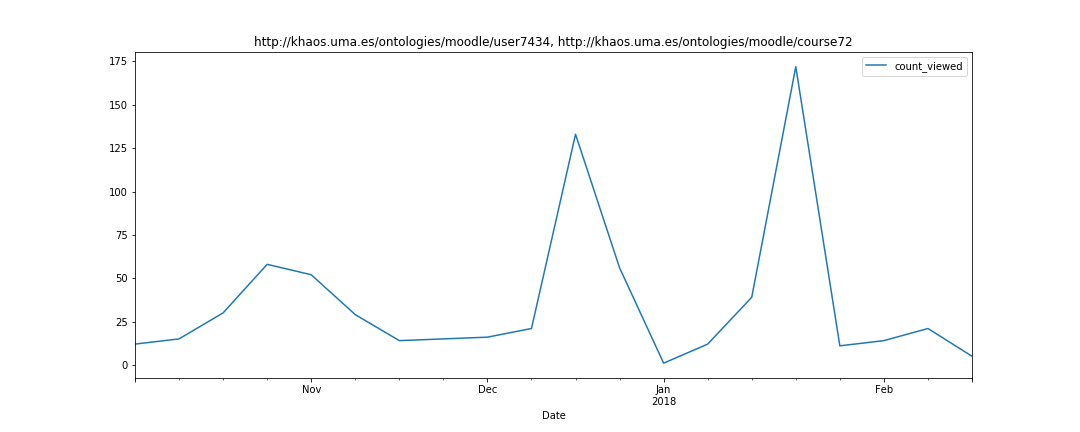 http://khaos.uma.es/ontologies/moodle/user7434, http://khaos.uma.es/ontologies/moodle/course72
count_viewed
175
150
125
100
75
50
25
0
Nov
Dec
Jan
2018
Feb
Date